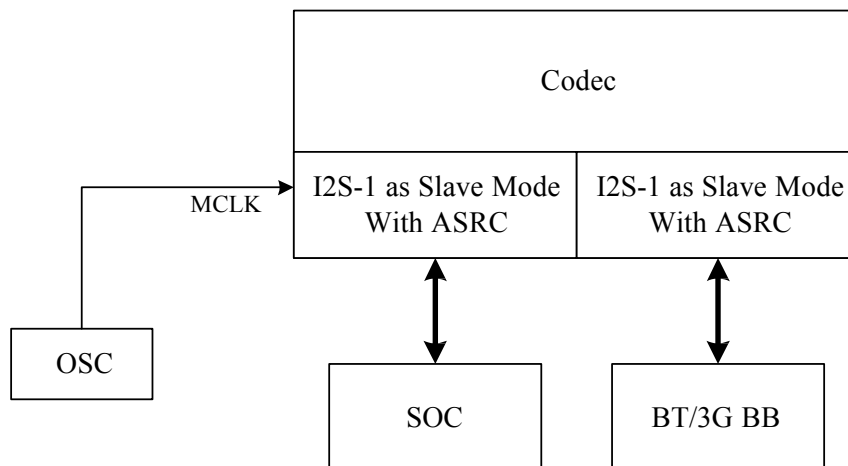 Codec
I2S-1 as Slave Mode
With ASRC
I2S-1 as Slave Mode
With ASRC
MCLK
OSC
SOC
BT/3G BB